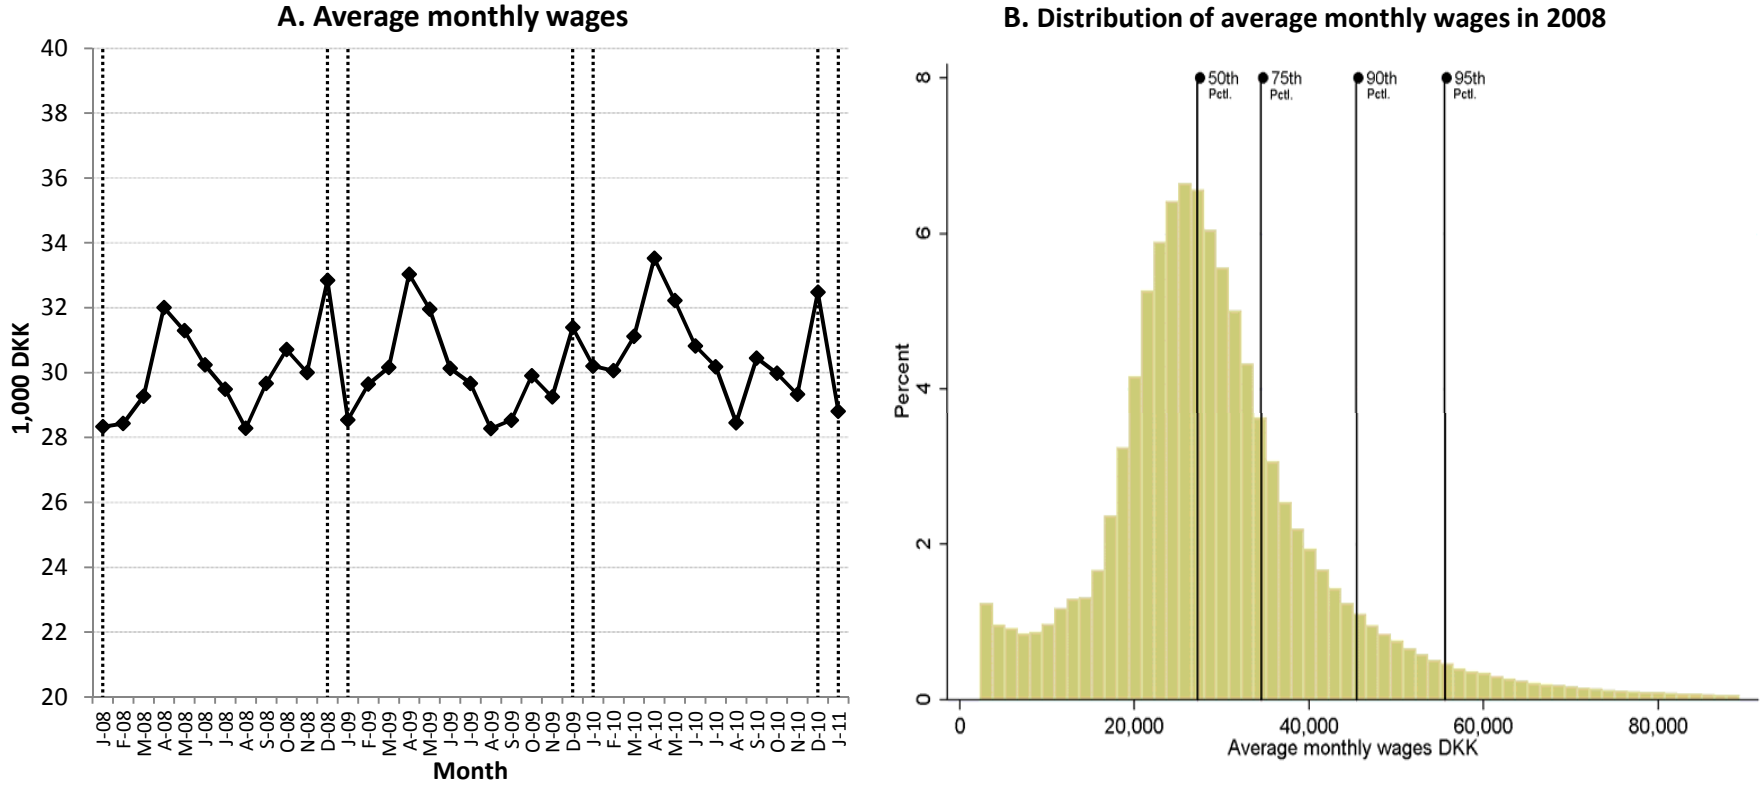 A. Average monthly wages
40
38
36
34
32
30
28
26
24
22
20
1,000 DKK
J-08
F-08
M-08
A-08
M-08
J-08
J-08
A-08
S-08
O-08
N-08
D-08
J-09
F-09
M-09
A-09
M-09
J-09
J-09
A-09
S-09
O-09
N-09
D-09
J-10
F-10
M-10
A-10
M-10
J-10
J-10
A-10
S-10
O-10
N-10
D-10
J-11
Month
B. Distribution of average monthly wages in 2008
50th
Pctl.
75th
Pctl.
90th
Pctl.
95th
Pctl.
8
6
4
2
0
Percent
0 20,000 40,000 60,000 80,000
Average monthly wages DKK